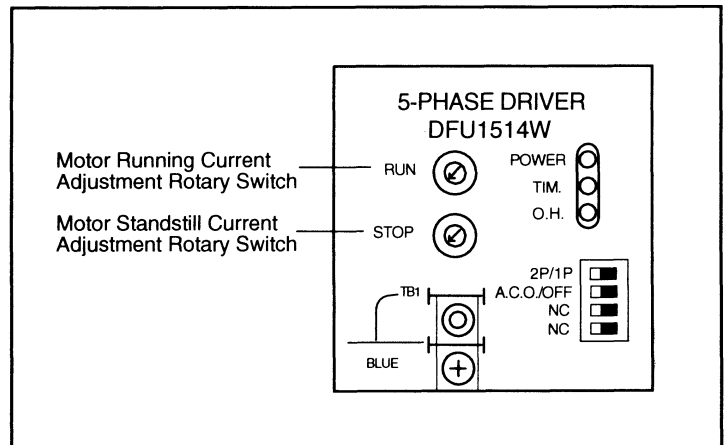 5-PHASE DRIVER
DFU1514W
Motor Running Current
Adjustment Rotary Switch
RUN
POWER
TIM.
O.H.
Motor Standstill Current
Adjustment Rotary Switch
STOP
2P/1P
A.C.O./OFF
NC
NC
TB1
BLUE